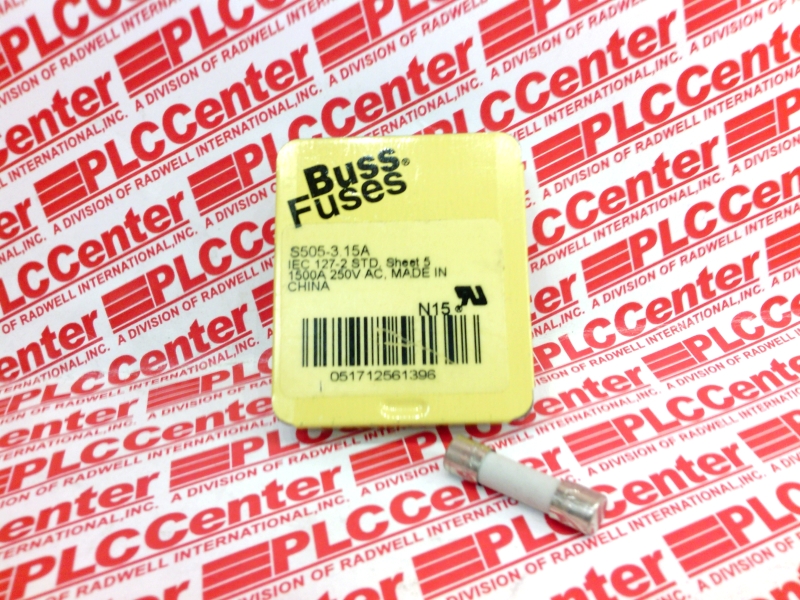 Buss®
Fuses
S505-3.15A
IEC 127-2 STD, Sheet 5
1500A 250V AC, MADE IN
CHINA
N15
051712561396
PLCCenter
A DIVISION OF RADWELL INTERNATIONAL, INC.